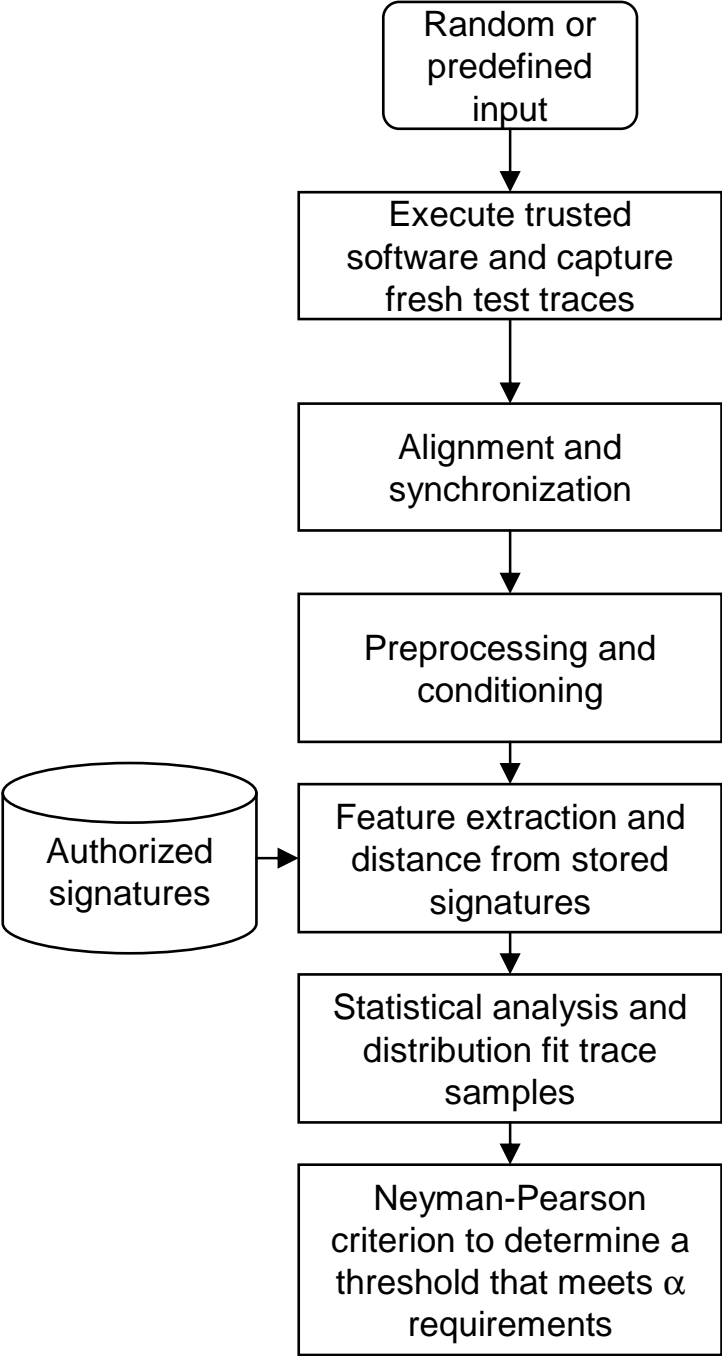 Random or
predefined
input
Execute trusted
software and capture
fresh test traces
Alignment and
synchronization
Preprocessing and
conditioning
Authorized
signatures
Feature extraction and
distance from stored
signatures
Statistical analysis and
distribution fit trace
samples
Neyman-Pearson
criterion to determine a
threshold that meets α
requirements